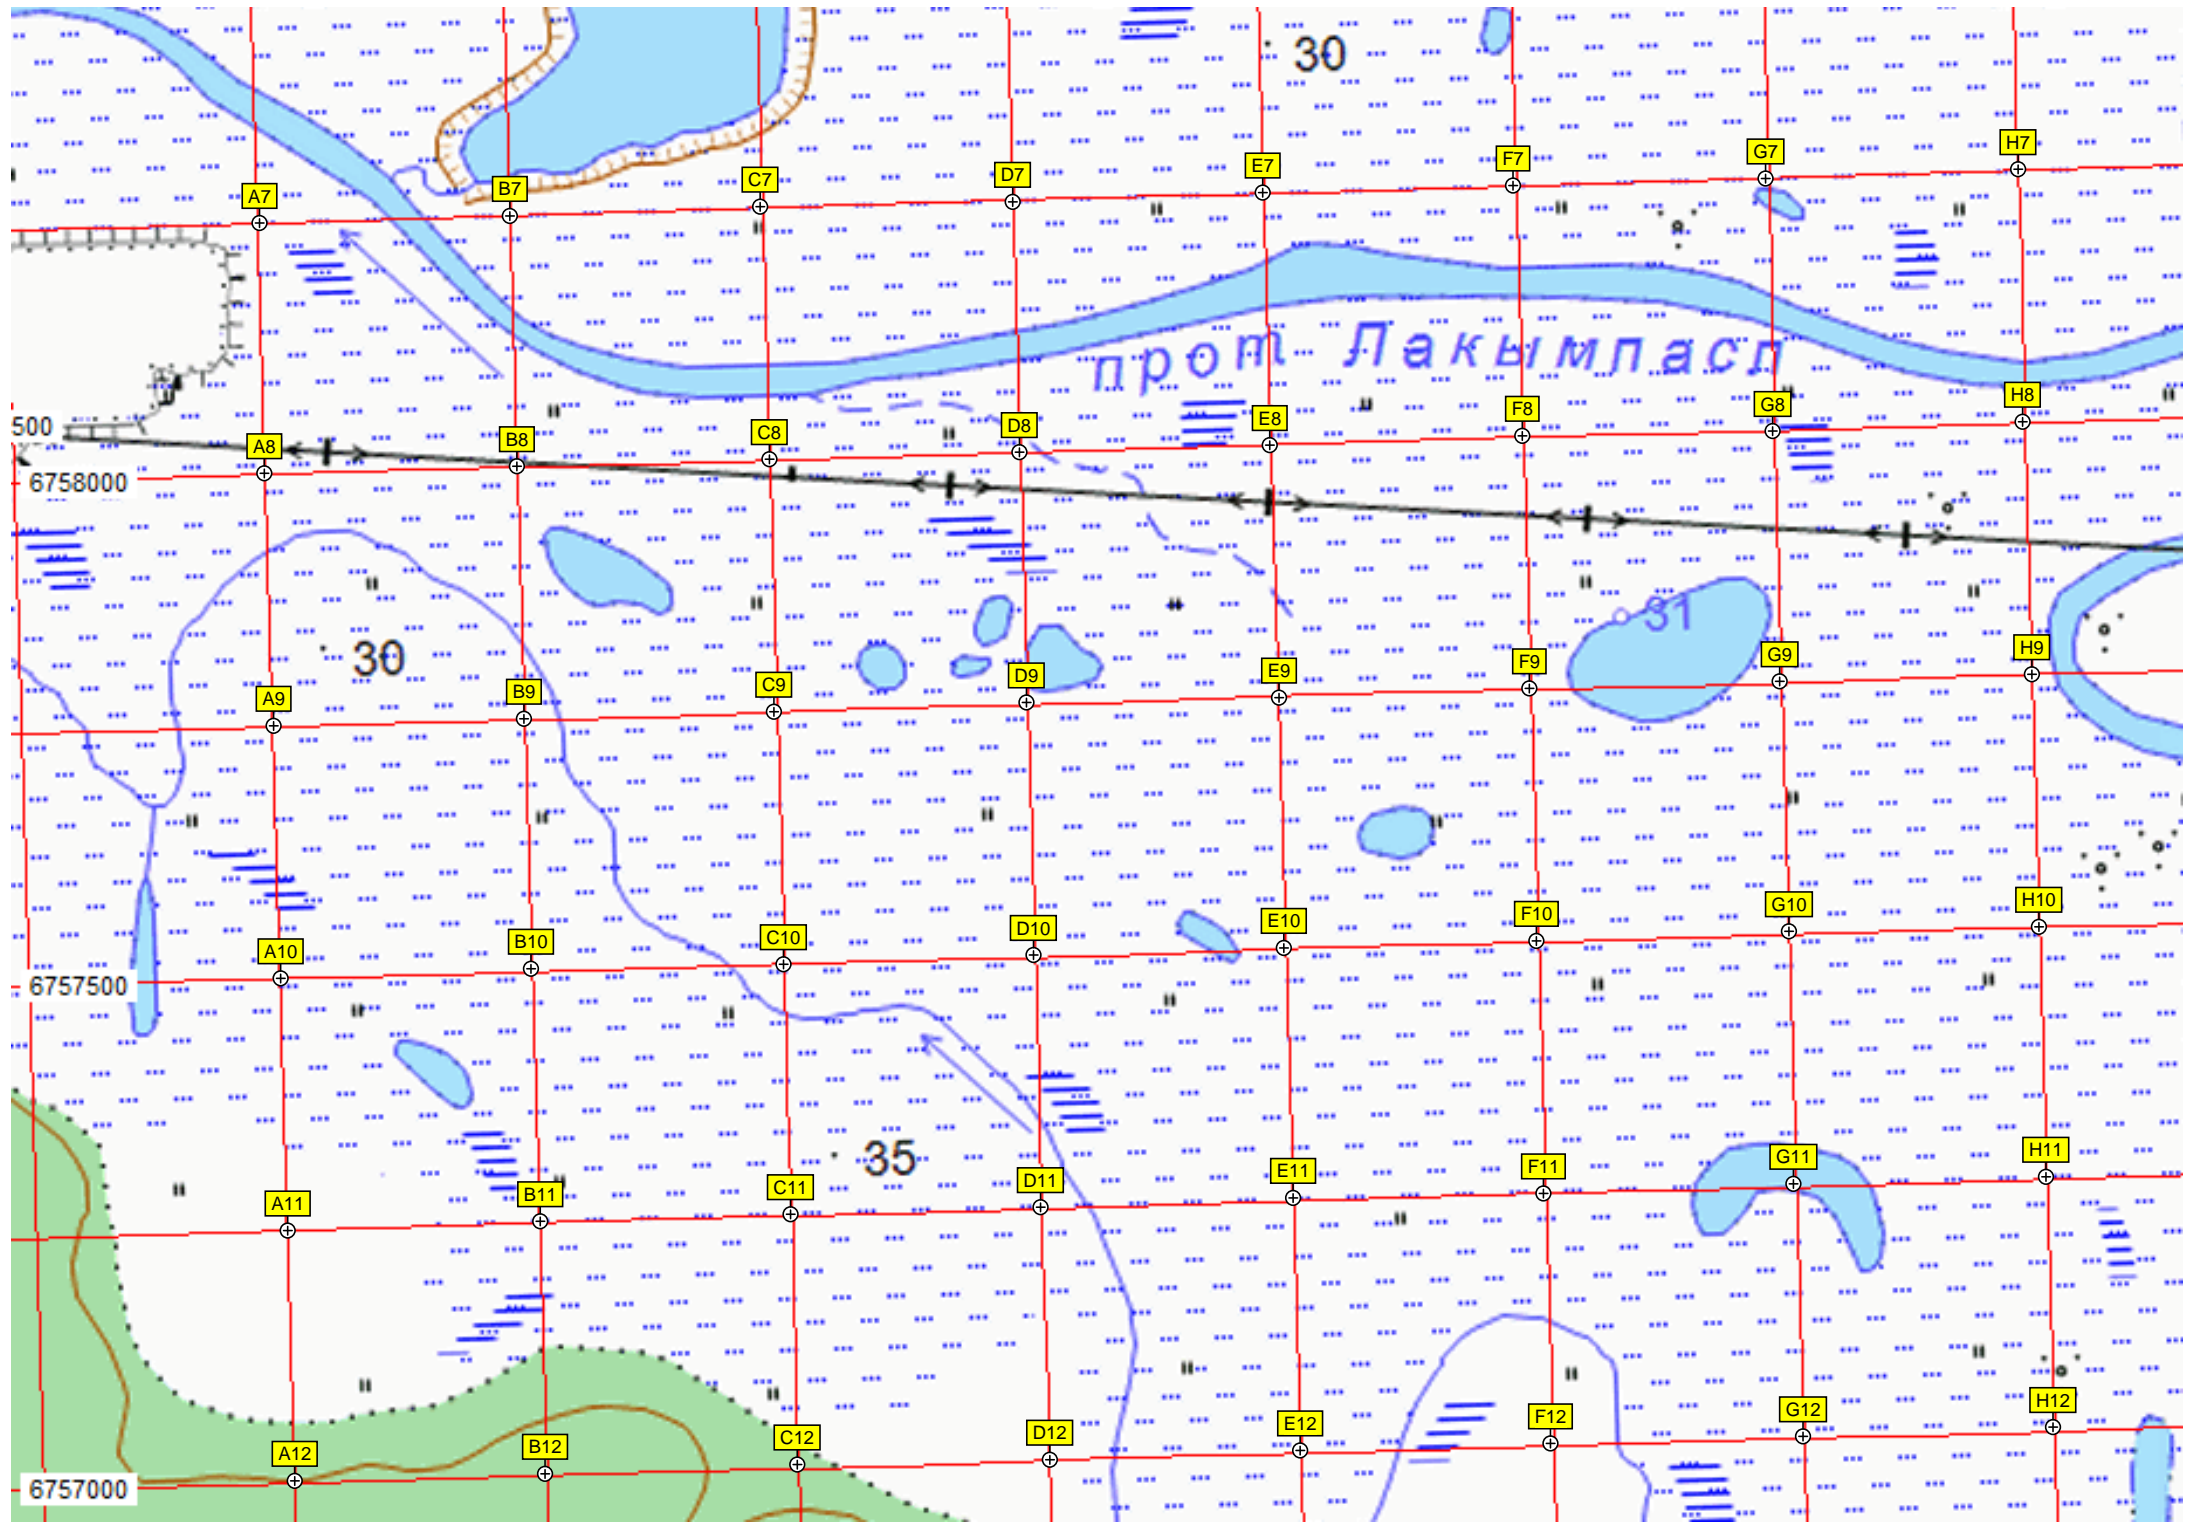 30
A7 B7 C7 D7 E7 F7 G7 H7
прот Лакымпасл
500
A8 B8 C8 D8 E8 F8 G8 H8
6758000
31
30
A9 B9 C9 D9 E9 F9 G9 H9
A10 B10 C10 D10 E10 F10 G10 H10
6757500
35
A11 B11 C11 D11 E11 F11 G11 H11
A12 B12 C12 D12 E12 F12 G12 H12
6757000